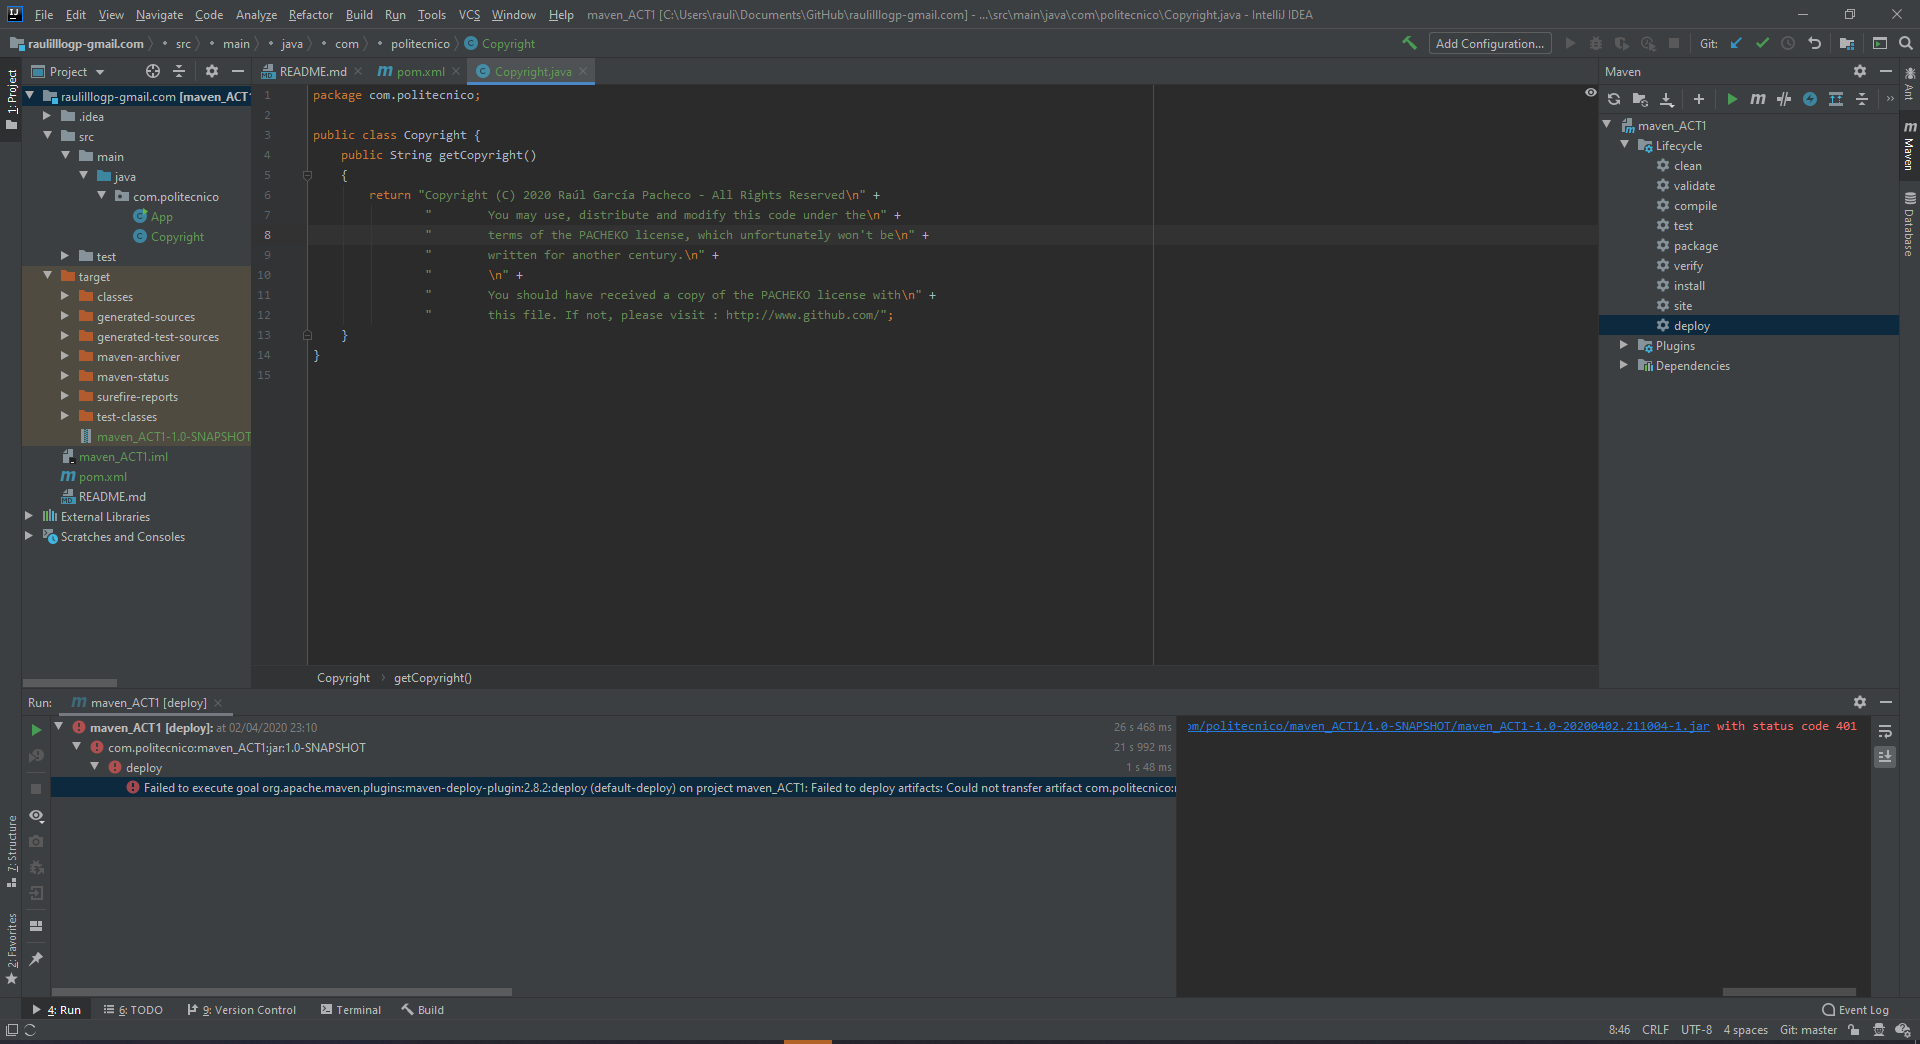 File Edit View Navigate Code Analyze Refactor Build Run Tools VCS Window Help maven_ACT1 [C:\Users\rauli\Documents\GitHub\raulilllogp-gmail.com] - ...\src\main\java\com\politecnico\Copyright.java - IntelliJ IDEA
raulilllogp-gmail.com src main java com politecnico Copyright
Add Configuration... Git:
1: Project
Project
raulilllogp-gmail.com [maven_ACT1
.idea
src
main
java
com.politecnico
App
Copyright
test
target
classes
generated-sources
generated-test-sources
maven-archiver
maven-status
surefire-reports
test-classes
maven_ACT1-1.0-SNAPSHOT
maven_ACT1.iml
pom.xml
README.md
External Libraries
Scratches and Consoles
README.md pom.xml Copyright.java
1 package com.politecnico;
2
3 public class Copyright {
4 public String getCopyright()
5 {
6 return "Copyright (C) 2020 Raúl García Pacheco - All Rights Reserved\n" +
7 " You may use, distribute and modify this code under the\n" +
8 " terms of the PACHEKO license, which unfortunately won't be\n" +
9 " written for another century.\n" +
10 " \n" +
11 " You should have received a copy of the PACHEKO license with\n" +
12 " this file. If not, please visit : http://www.github.com/";
13 }
14 }
15
Copyright getCopyright()
Maven
maven_ACT1
Lifecycle
clean
validate
compile
test
package
verify
install
site
deploy
Plugins
Dependencies
Ant
Maven
Database
Run: maven_ACT1 [deploy]
maven_ACT1 [deploy]: at 02/04/2020 23:10 26 s 468 ms
com.politecnico:maven_ACT1:jar:1.0-SNAPSHOT 21 s 992 ms
deploy 1 s 48 ms
Failed to execute goal org.apache.maven.plugins:maven-deploy-plugin:2.8.2:deploy (default-deploy) on project maven_ACT1: Failed to deploy artifacts: Could not transfer artifact com.politecnico:
om/politecnico/maven_ACT1/1.0-SNAPSHOT/maven_ACT1-1.0-20200402.211004-1.jar with status code 401
7: Structure
2: Favorites
4: Run 6: TODO 9: Version Control Terminal Build Event Log
8:46 CRLF UTF-8 4 spaces Git: master